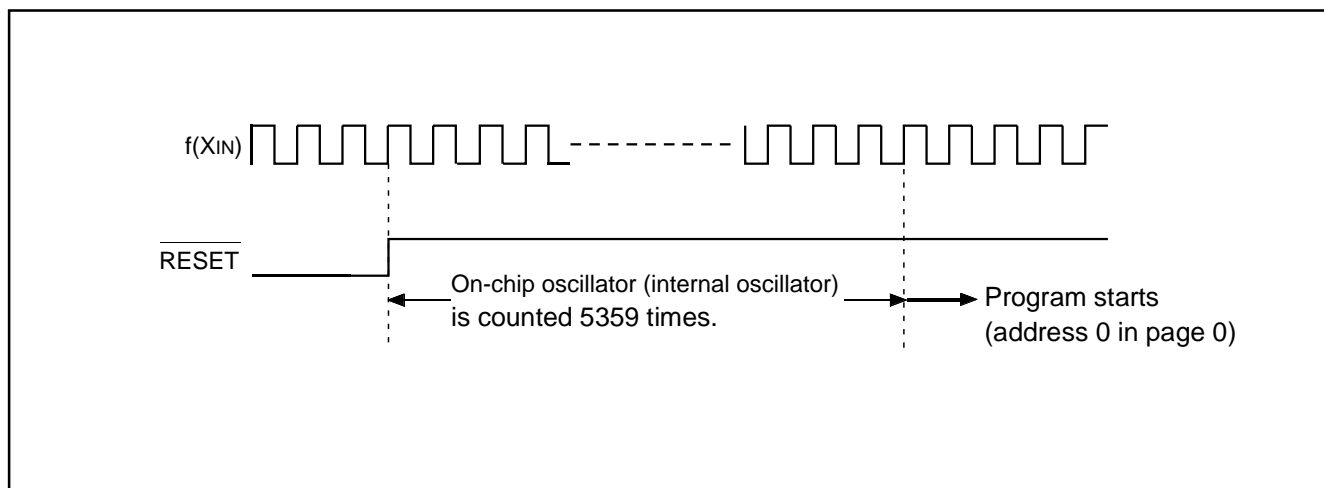 f(XIN)
RESET
On-chip oscillator (internal oscillator)
is counted 5359 times.
Program starts
(address 0 in page 0)